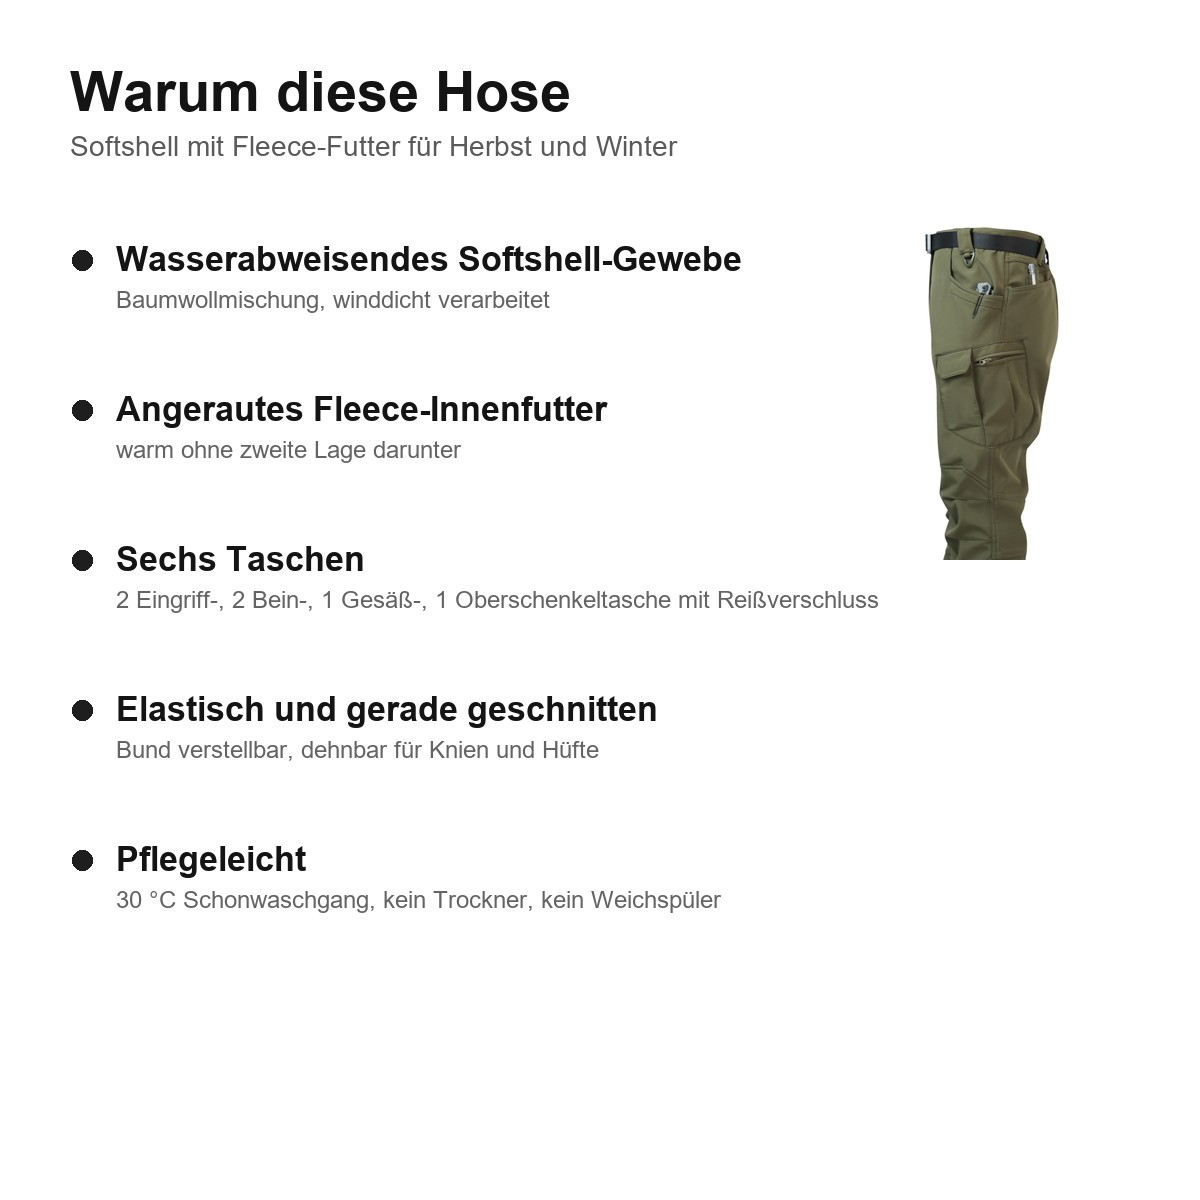 Warum diese Hose
Softshell mit Fleece-Futter für Herbst und Winter
Wasserabweisendes Softshell-Gewebe
Baumwollmischung, winddicht verarbeitet
Angerautes Fleece-Innenfutter
warm ohne zweite Lage darunter
Sechs Taschen
2 Eingriff-, 2 Bein-, 1 Gesäß-, 1 Oberschenkeltasche mit Reißverschluss
Elastisch und gerade geschnitten
Bund verstellbar, dehnbar für Knien und Hüfte
Pflegeleicht
30 °C Schonwaschgang, kein Trockner, kein Weichspüler